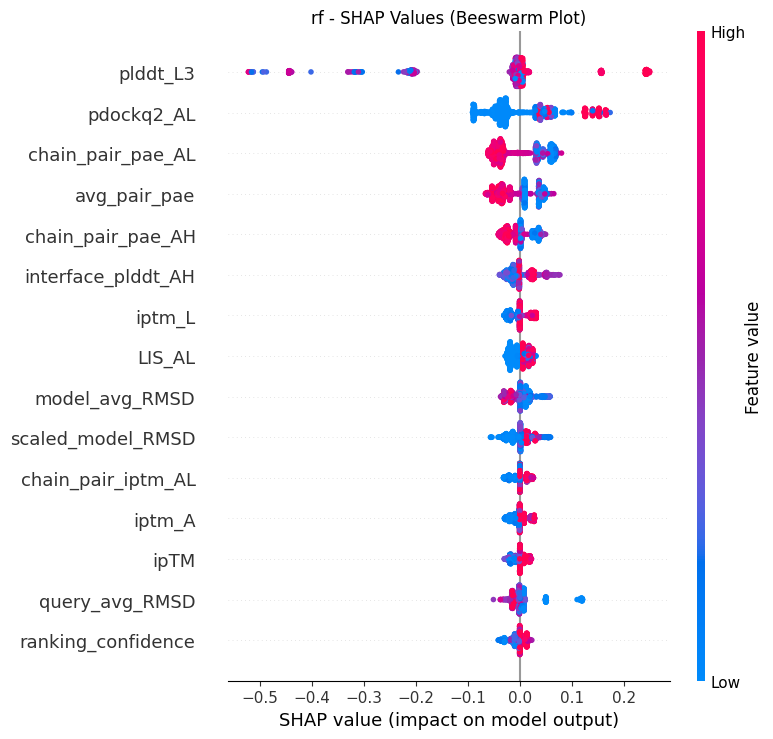 rf - SHAP Values (Beeswarm Plot)
High
plddt_L3
pdockq2_AL
chain_pair_pae_AL
avg_pair_pae
chain_pair_pae_AH
interface_plddt_AH
iptm_L
LIS_AL
model_avg_RMSD
scaled_model_RMSD
chain_pair_iptm_AL
iptm_A
ipTM
query_avg_RMSD
ranking_confidence
Feature value
Low
−0.5 −0.4 −0.3 −0.2 −0.1 0.0 0.1 0.2
SHAP value (impact on model output)